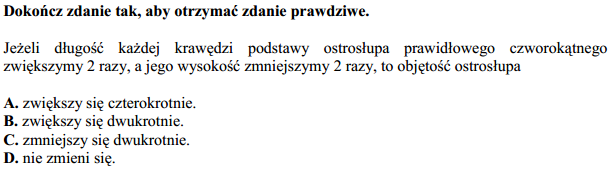 Dokończ zdanie tak, aby otrzymać zdanie prawdziwe.
Jeżeli długość każdej krawędzi podstawy ostrosłupa prawidłowego czworokątnego
zwiększymy 2 razy, a jego wysokość zmniejszymy 2 razy, to objętość ostrosłupa
A. zwiększy się czterokrotnie.
B. zwiększy się dwukrotnie.
C. zmniejszy się dwukrotnie.
D. nie zmieni się.